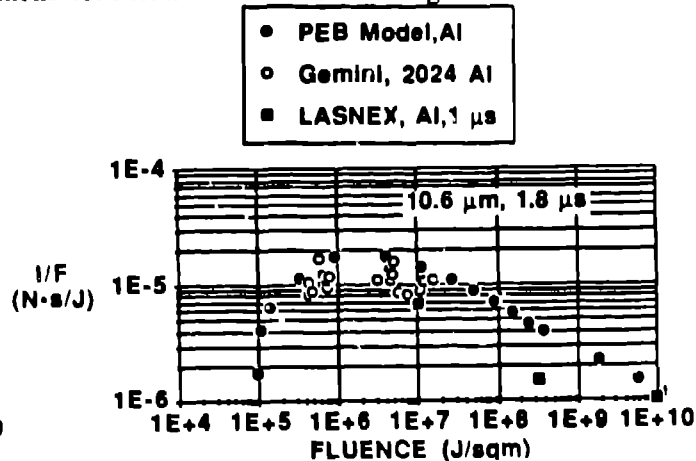 PEB Model,Al
Gemini, 2024 Al
LASNEX, Al,1 µs
1E-4
10.6 µm, 1.8 µs
I/F
(N·s/J)
1E-5
1E-6
1E+4 1E+5 1E+6 1E+7 1E+8 1E+9 1E+10
FLUENCE (J/sqm)